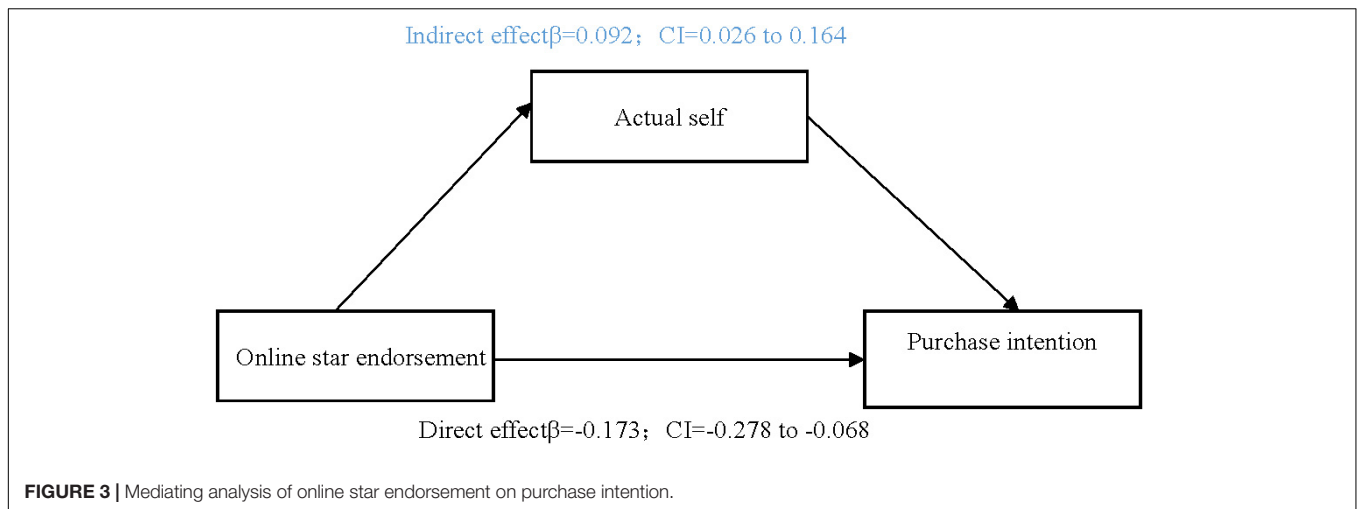 Indirect effectβ=0.092；CI=0.026 to 0.164
Actual self
Online star endorsement
Purchase intention
Direct effectβ=-0.173；CI=-0.278 to -0.068
FIGURE 3 | Mediating analysis of online star endorsement on purchase intention.